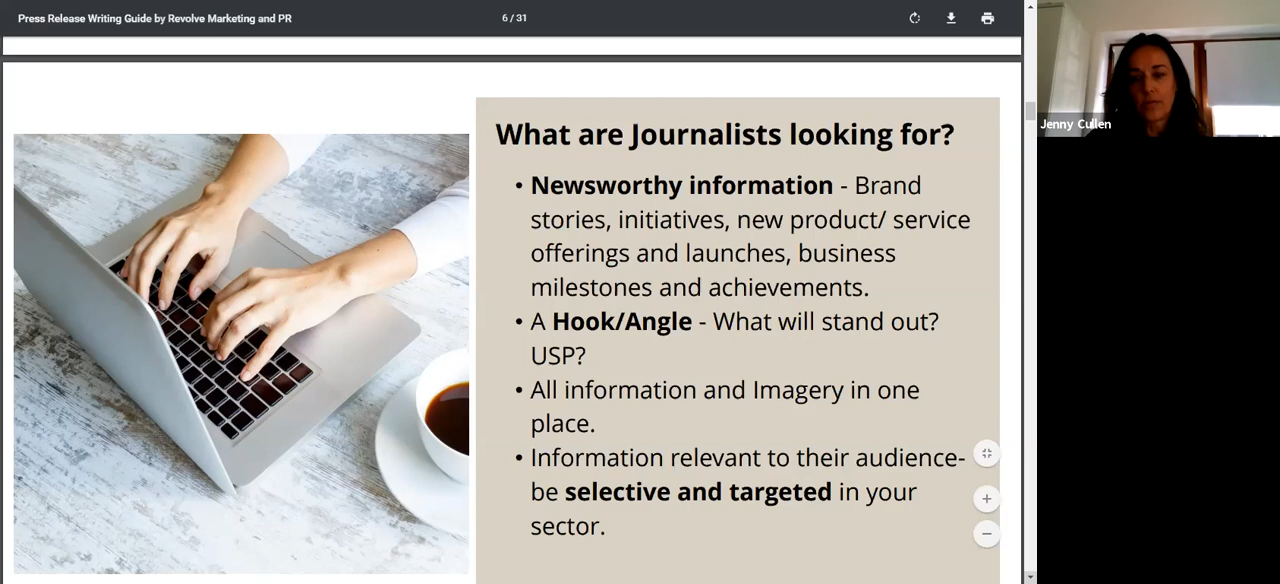 Press Release Writing Guide by Revolve Marketing and PR
6 / 31
Jenny Cullen
What are Journalists looking for?
• Newsworthy information - Brand
stories, initiatives, new product/ service
offerings and launches, business
milestones and achievements.
• A Hook/Angle - What will stand out?
USP?
• All information and Imagery in one
place.
• Information relevant to their audience-
be selective and targeted in your
sector.